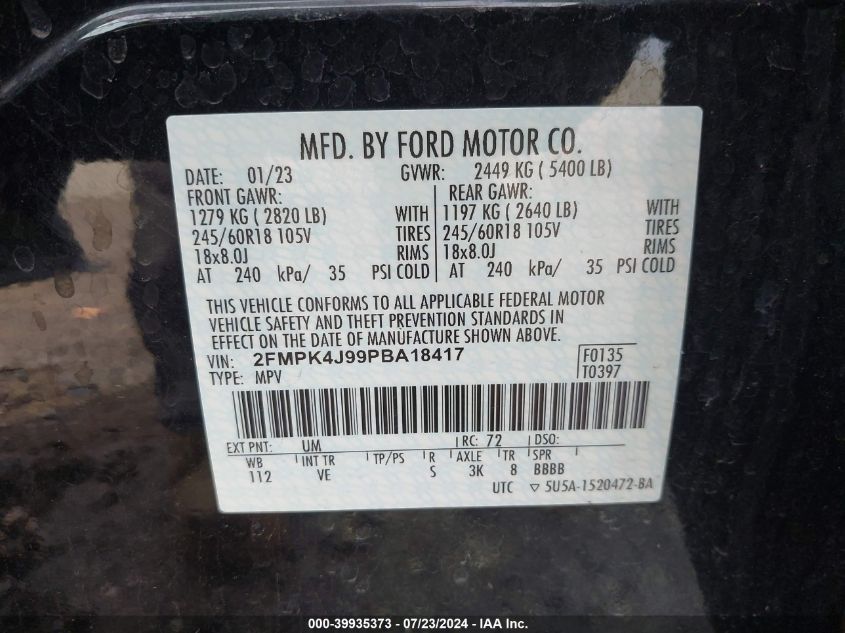 MFD. BY FORD MOTOR CO.
DATE: 01/23 GVWR: 2449 KG ( 5400 LB)
FRONT GAWR: REAR GAWR:
1279 KG ( 2820 LB) WITH 1197 KG ( 2640 LB) WITH
245/60R18 105V TIRES 245/60R18 105V TIRES
18x8.0J RIMS 18x8.0J RIMS
AT 240 kPa/ 35 PSI COLD AT 240 kPa/ 35 PSI COLD
THIS VEHICLE CONFORMS TO ALL APPLICABLE FEDERAL MOTOR
VEHICLE SAFETY AND THEFT PREVENTION STANDARDS IN
EFFECT ON THE DATE OF MANUFACTURE SHOWN ABOVE.
VIN: 2FMPK4J99PBA18417 F0135
TYPE: MPV T0397
EXT PNT: UM RC: 72 DSO:
WB INT TR TP/PS R AXLE TR SPR
112 VE S 3K 8 BBBB
UTC ▽ 5U5A-1520472-BA
000-39935373 - 07/23/2024 - IAA, Inc.